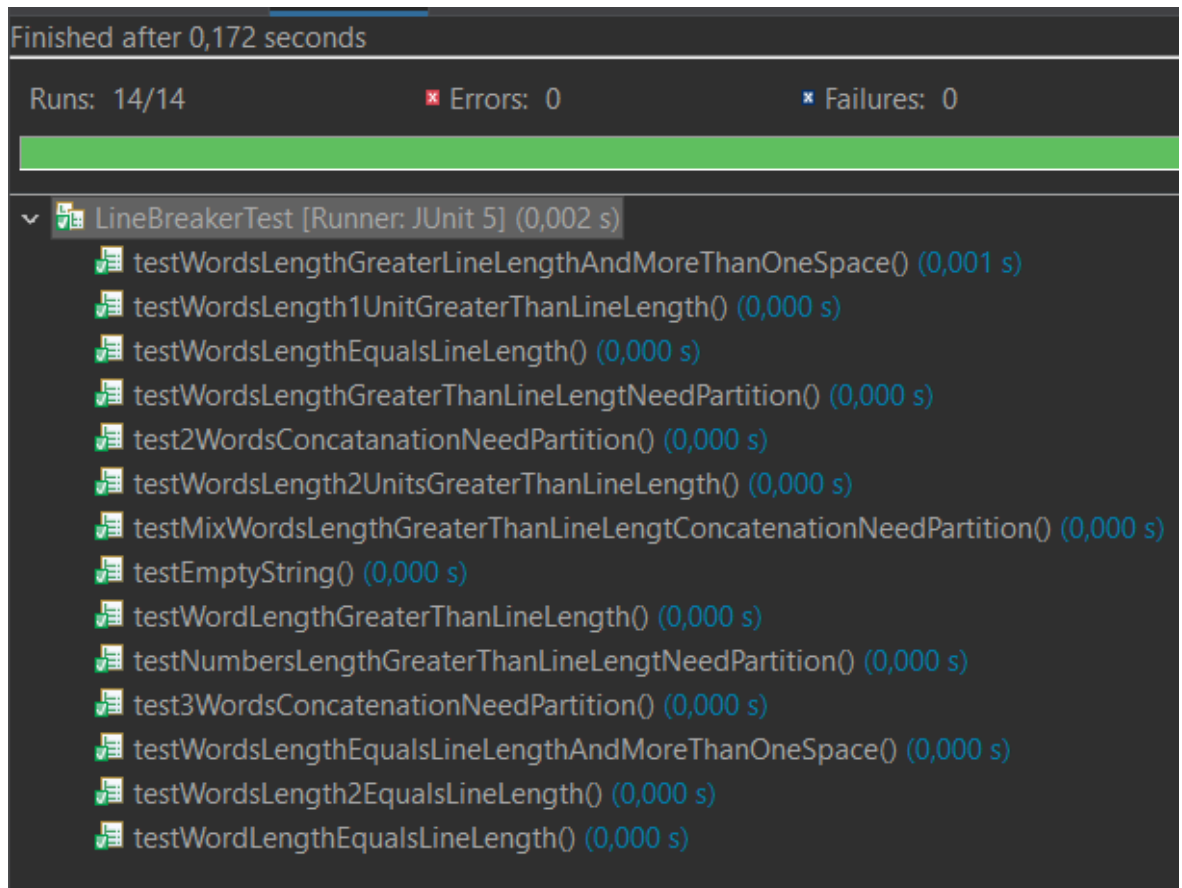 Finished after 0,172 seconds
Runs: 14/14 Errors: 0 Failures: 0
LineBreakerTest [Runner: JUnit 5] (0,002 s)
testWordsLengthGreaterLineLengthAndMoreThanOneSpace() (0,001 s)
testWordsLength1UnitGreaterThanLineLength() (0,000 s)
testWordsLengthEqualsLineLength() (0,000 s)
testWordsLengthGreaterThanLineLengtNeedPartition() (0,000 s)
test2WordsConcatanationNeedPartition() (0,000 s)
testWordsLength2UnitsGreaterThanLineLength() (0,000 s)
testMixWordsLengthGreaterThanLineLengtConcatenationNeedPartition() (0,000 s)
testEmptyString() (0,000 s)
testWordLengthGreaterThanLineLength() (0,000 s)
testNumbersLengthGreaterThanLineLengtNeedPartition() (0,000 s)
test3WordsConcatenationNeedPartition() (0,000 s)
testWordsLengthEqualsLineLengthAndMoreThanOneSpace() (0,000 s)
testWordsLength2EqualsLineLength() (0,000 s)
testWordLengthEqualsLineLength() (0,000 s)